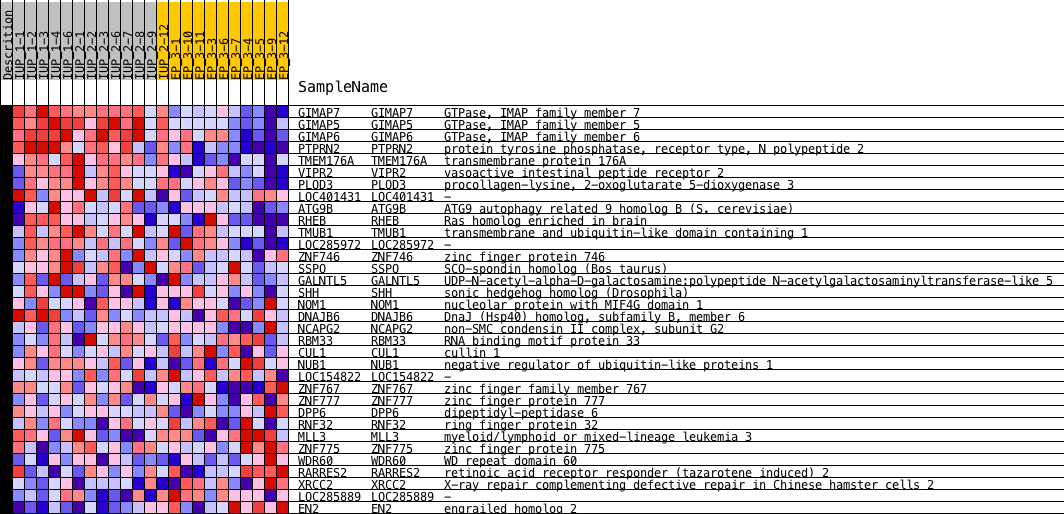 Descrition
IUP_1-1
IUP_1-2
IUP_1-3
IUP_1-4
IUP_1-6
IUP_2-1
IUP_2-2
IUP_2-3
IUP_2-6
IUP_2-7
IUP_2-8
IUP_2-9
IUP_2-12
EP_3-1
EP_3-10
EP_3-11
EP_3-3
EP_3-6
EP_3-7
EP_3-4
EP_3-5
EP_3-9
EP_3-12
SampleName
GIMAP7 GIMAP7 GTPase, IMAP family member 7
GIMAP5 GIMAP5 GTPase, IMAP family member 5
GIMAP6 GIMAP6 GTPase, IMAP family member 6
PTPRN2 PTPRN2 protein tyrosine phosphatase, receptor type, N polypeptide 2
TMEM176A TMEM176A transmembrane protein 176A
VIPR2 VIPR2 vasoactive intestinal peptide receptor 2
PLOD3 PLOD3 procollagen-lysine, 2-oxoglutarate 5-dioxygenase 3
LOC401431 LOC401431 -
ATG9B ATG9B ATG9 autophagy related 9 homolog B (S. cerevisiae)
RHEB RHEB Ras homolog enriched in brain
TMUB1 TMUB1 transmembrane and ubiquitin-like domain containing 1
LOC285972 LOC285972 -
ZNF746 ZNF746 zinc finger protein 746
SSPO SSPO SCO-spondin homolog (Bos taurus)
GALNTL5 GALNTL5 UDP-N-acetyl-alpha-D-galactosamine:polypeptide N-acetylgalactosaminyltransferase-like 5
SHH SHH sonic hedgehog homolog (Drosophila)
NOM1 NOM1 nucleolar protein with MIF4G domain 1
DNAJB6 DNAJB6 DnaJ (Hsp40) homolog, subfamily B, member 6
NCAPG2 NCAPG2 non-SMC condensin II complex, subunit G2
RBM33 RBM33 RNA binding motif protein 33
CUL1 CUL1 cullin 1
NUB1 NUB1 negative regulator of ubiquitin-like proteins 1
LOC154822 LOC154822 -
ZNF767 ZNF767 zinc finger family member 767
ZNF777 ZNF777 zinc finger protein 777
DPP6 DPP6 dipeptidyl-peptidase 6
RNF32 RNF32 ring finger protein 32
MLL3 MLL3 myeloid/lymphoid or mixed-lineage leukemia 3
ZNF775 ZNF775 zinc finger protein 775
WDR60 WDR60 WD repeat domain 60
RARRES2 RARRES2 retinoic acid receptor responder (tazarotene induced) 2
XRCC2 XRCC2 X-ray repair complementing defective repair in Chinese hamster cells 2
LOC285889 LOC285889 -
EN2 EN2 engrailed homolog 2